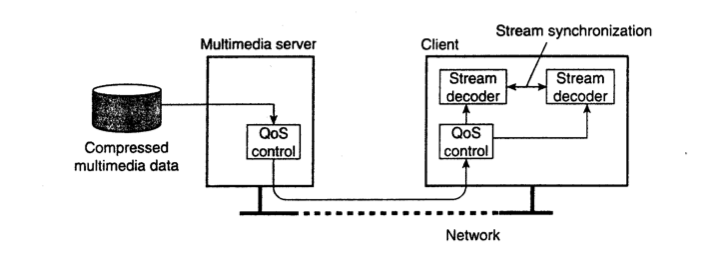 Stream synchronization
Multimedia server
Client
Stream
decoder
Stream
decoder
QoS
control
QoS
control
Compressed
multimedia data
Network